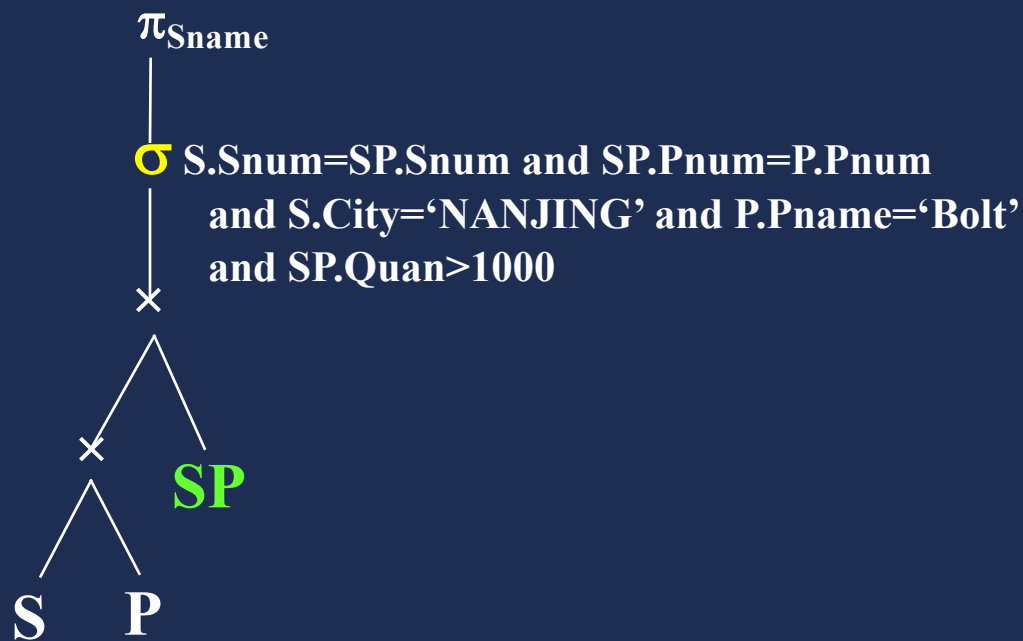 πSname
σ S.Snum=SP.Snum and SP.Pnum=P.Pnum
and S.City=‘NANJING’ and P.Pname=‘Bolt’
and SP.Quan>1000
×
×
SP
S P